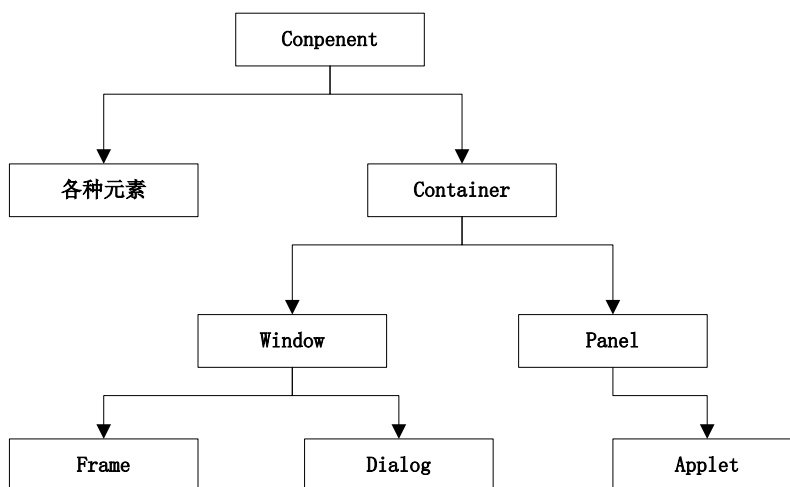 Conpenent
各种元素
Container
Window
Panel
Frame
Dialog
Applet